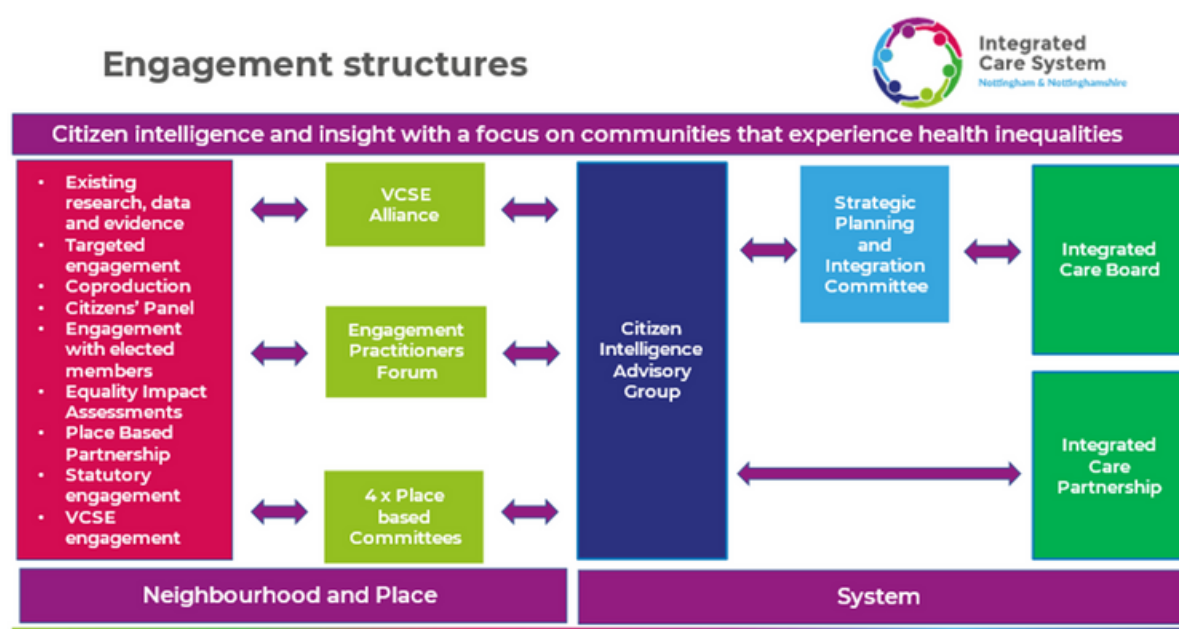 Engagement structures
Integrated
Care System
Nottingham & Nottinghamshire
Citizen intelligence and insight with a focus on communities that experience health inequalities
• Existing
research, data
and evidence
• Targeted
engagement
• Coproduction
• Citizens' Panel
• Engagement
with elected
members
• Equality Impact
Assessments
• Place Based
Partnership
• Statutory
engagement
• VCSE
engagement
VCSE
Alliance
Engagement
Practitioners
Forum
4 x Place
based
Committees
Citizen
Intelligence
Advisory
Group
Strategic
Planning
and
Integration
Committee
Integrated
Care Board
Integrated
Care
Partnership
Neighbourhood and Place
System